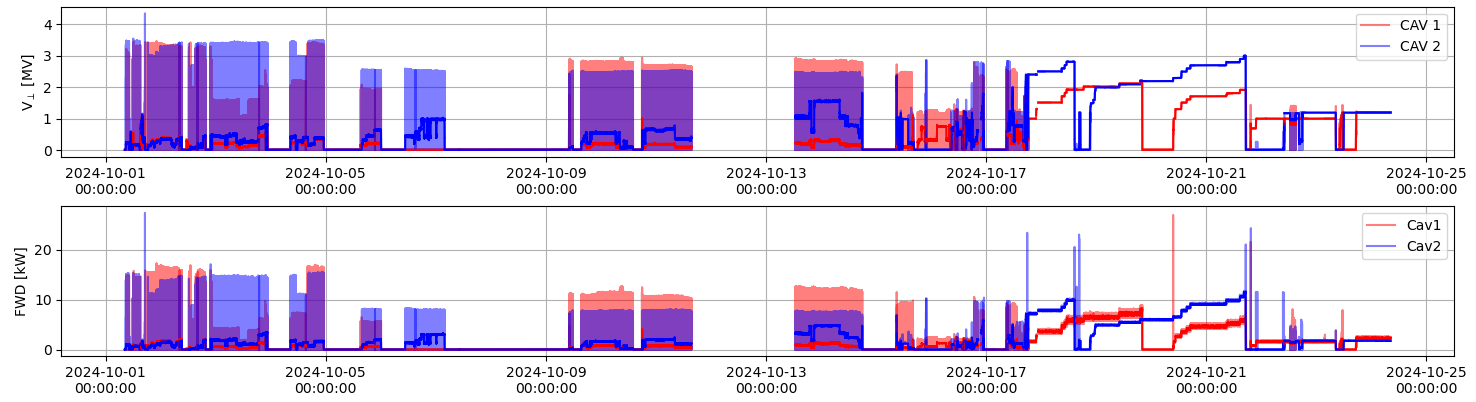 V⊥ [MV]
4
3
2
1
0
CAV 1
CAV 2
2024-10-01 2024-10-05 2024-10-09 2024-10-13 2024-10-17 2024-10-21 2024-10-25
00:00:00 00:00:00 00:00:00 00:00:00 00:00:00 00:00:00 00:00:00
FWD [kW]
20
10
0
Cav1
Cav2
2024-10-01 2024-10-05 2024-10-09 2024-10-13 2024-10-17 2024-10-21 2024-10-25
00:00:00 00:00:00 00:00:00 00:00:00 00:00:00 00:00:00 00:00:00